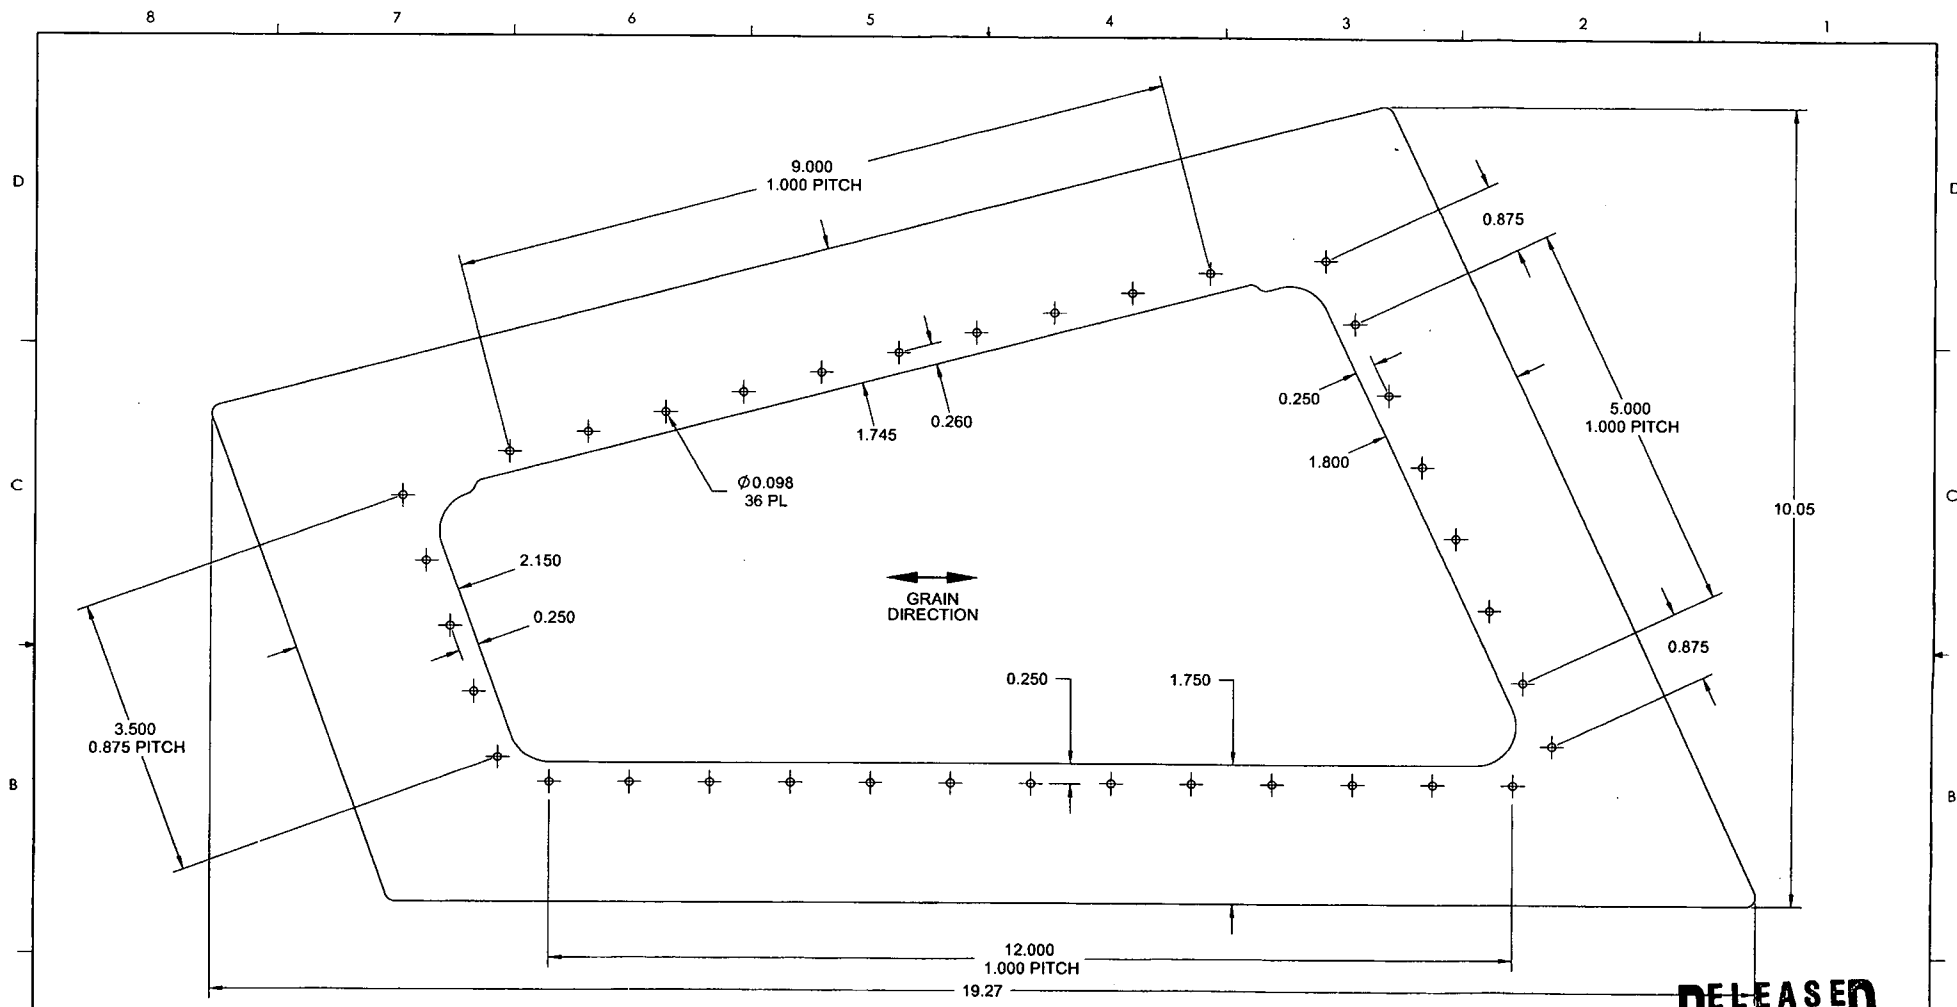 8 7 6 5 4 3 2 1
D
D
9.000
1.000 PITCH
0.875
5.000
1.000 PITCH
0.250
1.745
0.260
1.800
C
C
Ø0.098
36 PL
10.05
2.150
0.250
GRAIN
DIRECTION
0.875
0.250
1.750
3.500
0.875 PITCH
B
B
12.000
1.000 PITCH
19.27
RELEASED